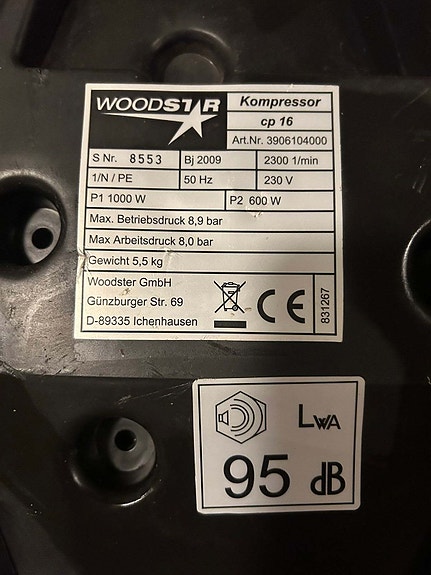 WOODSTAR
Kompressor
cp 16
Art.Nr. 3906104000
S Nr. 8553 Bj 2009 2300 1/min
1/N / PE 50 Hz 230 V
P1 1000 W P2 600 W
Max. Betriebsdruck 8,9 bar
Max Arbeitsdruck 8,0 bar
Gewicht 5,5 kg
Woodster GmbH
Günzburger Str. 69
D-89335 Ichenhausen
CE
831267
LWA
95 dB